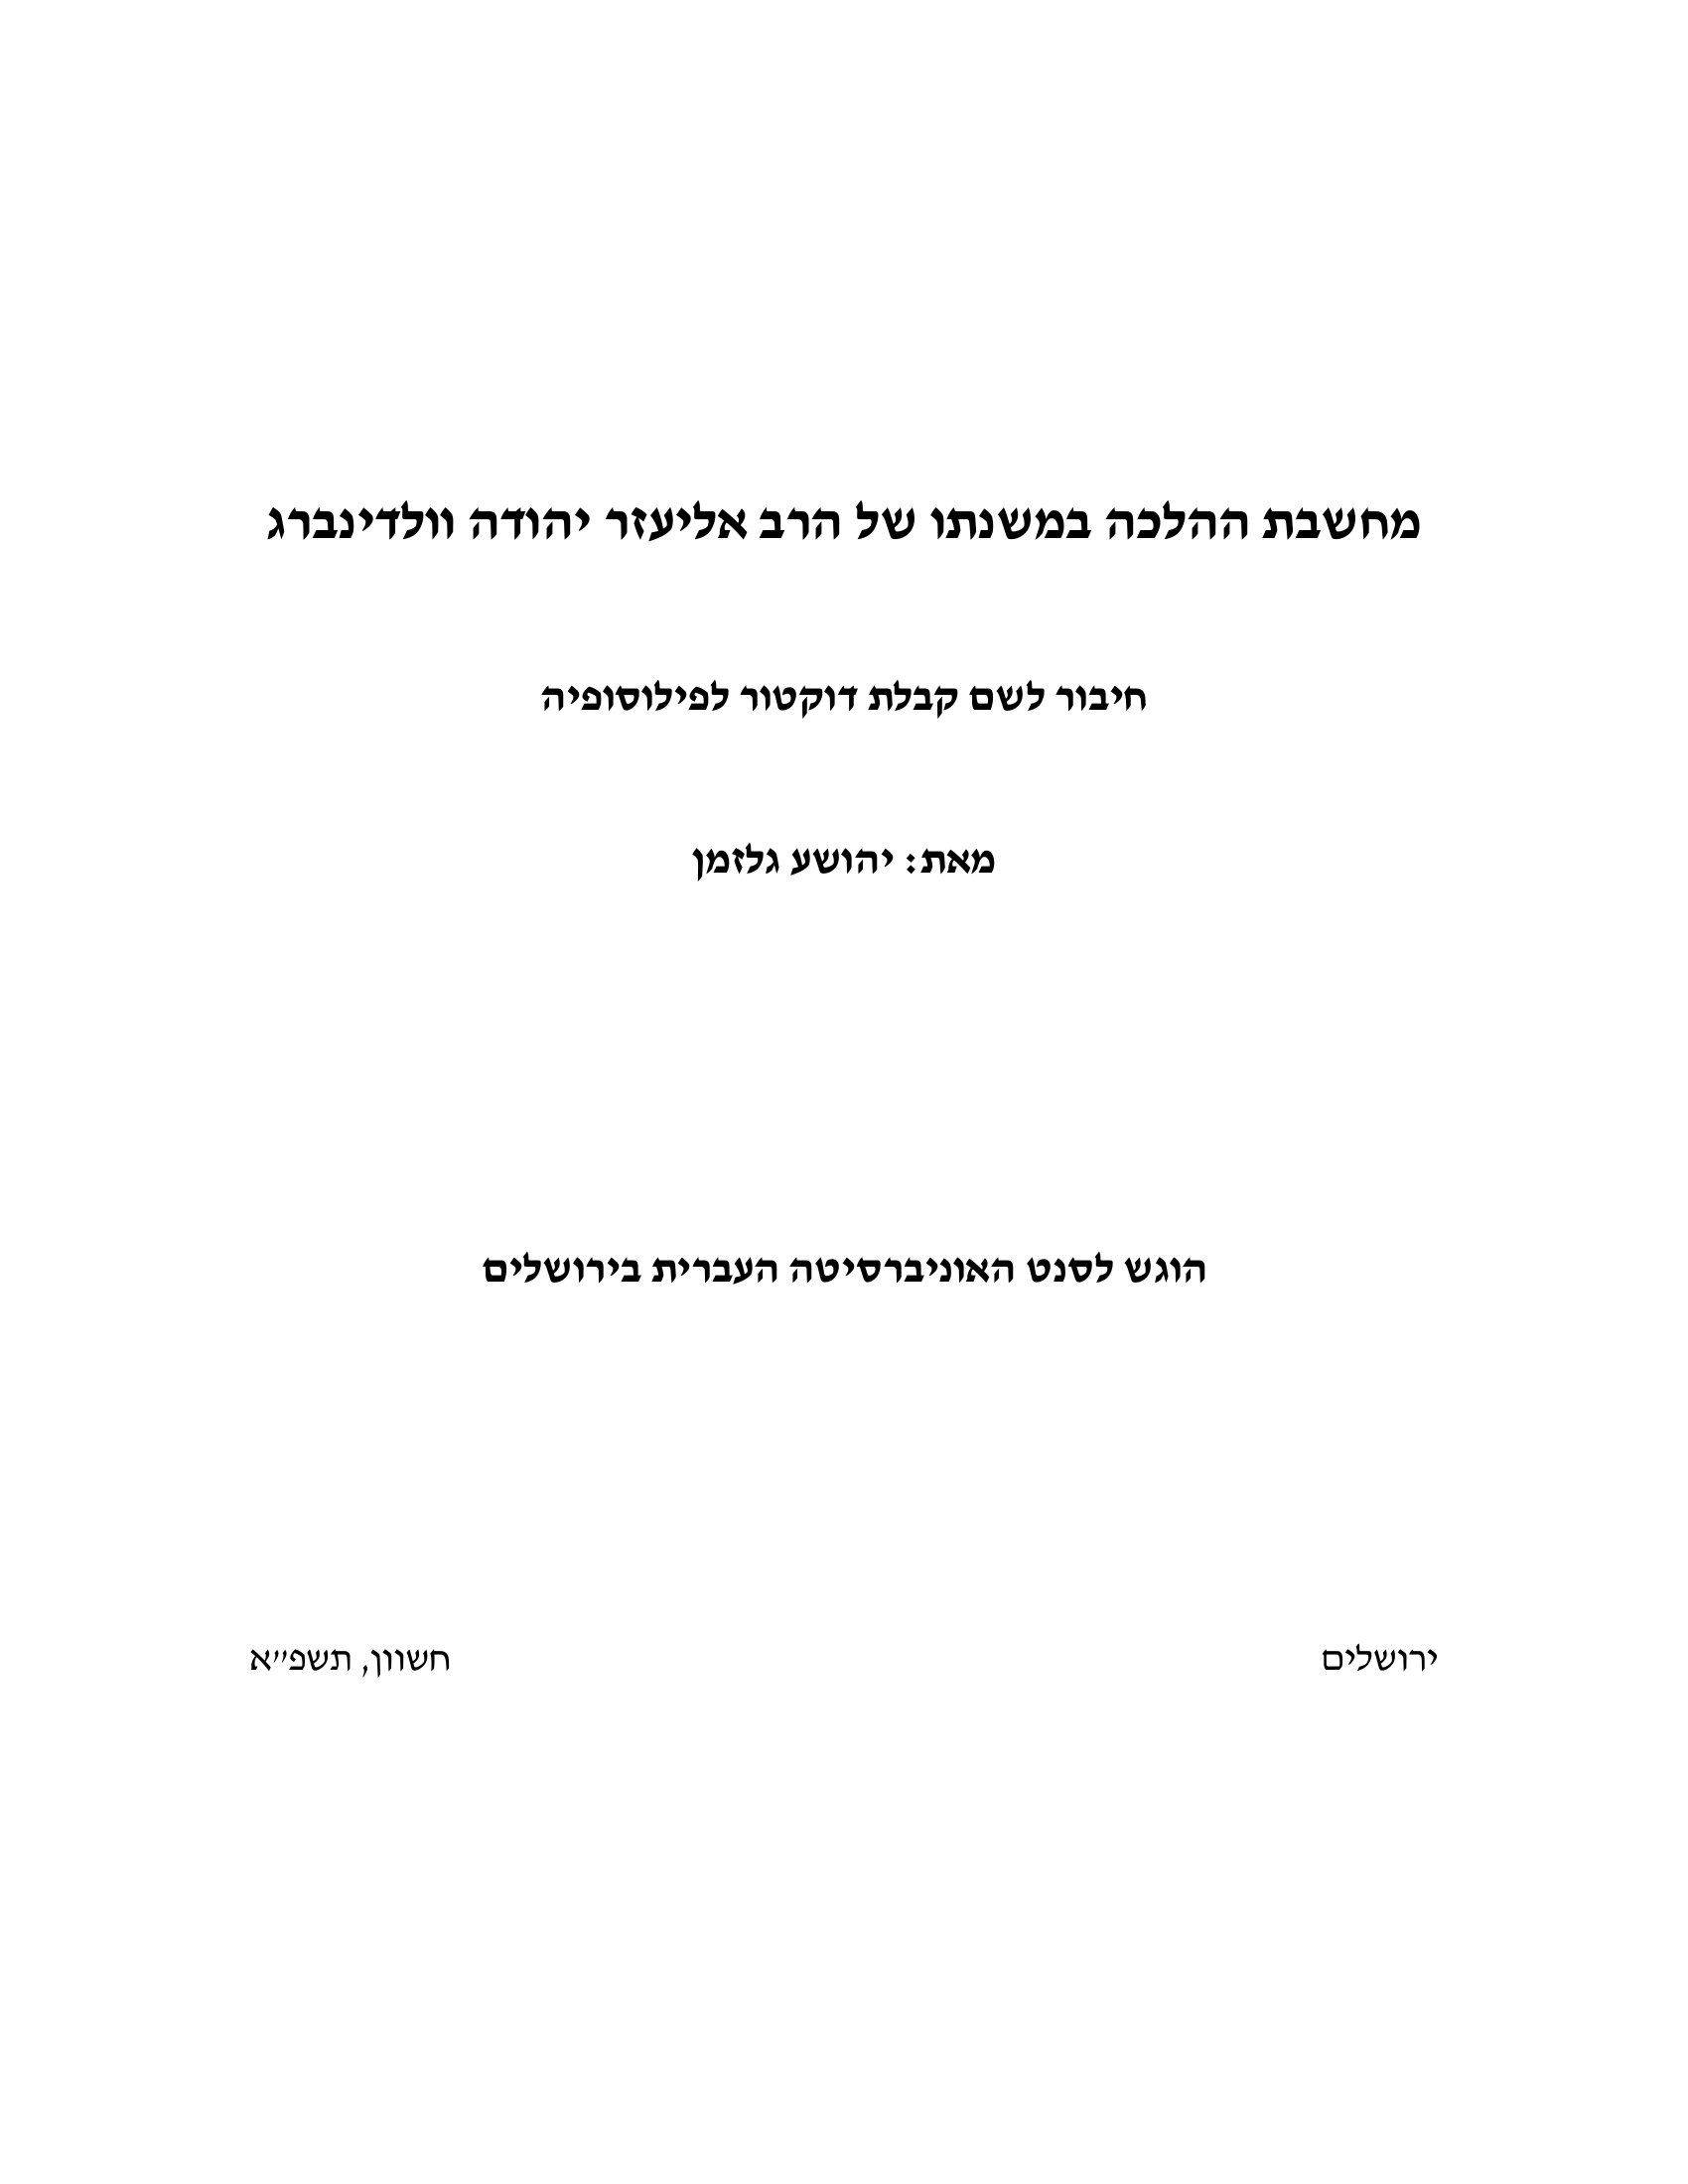 מחשבת ההלכה במשנתו של הרב אליעזר יהודה וולדינברג
חיבור לשם קבלת דוקטור לפילוסופיה
מאת: יהושע גלזמן
הוגש לסנט האוניברסיטה העברית בירושלים
ירושלים חשוון, תשפ״א